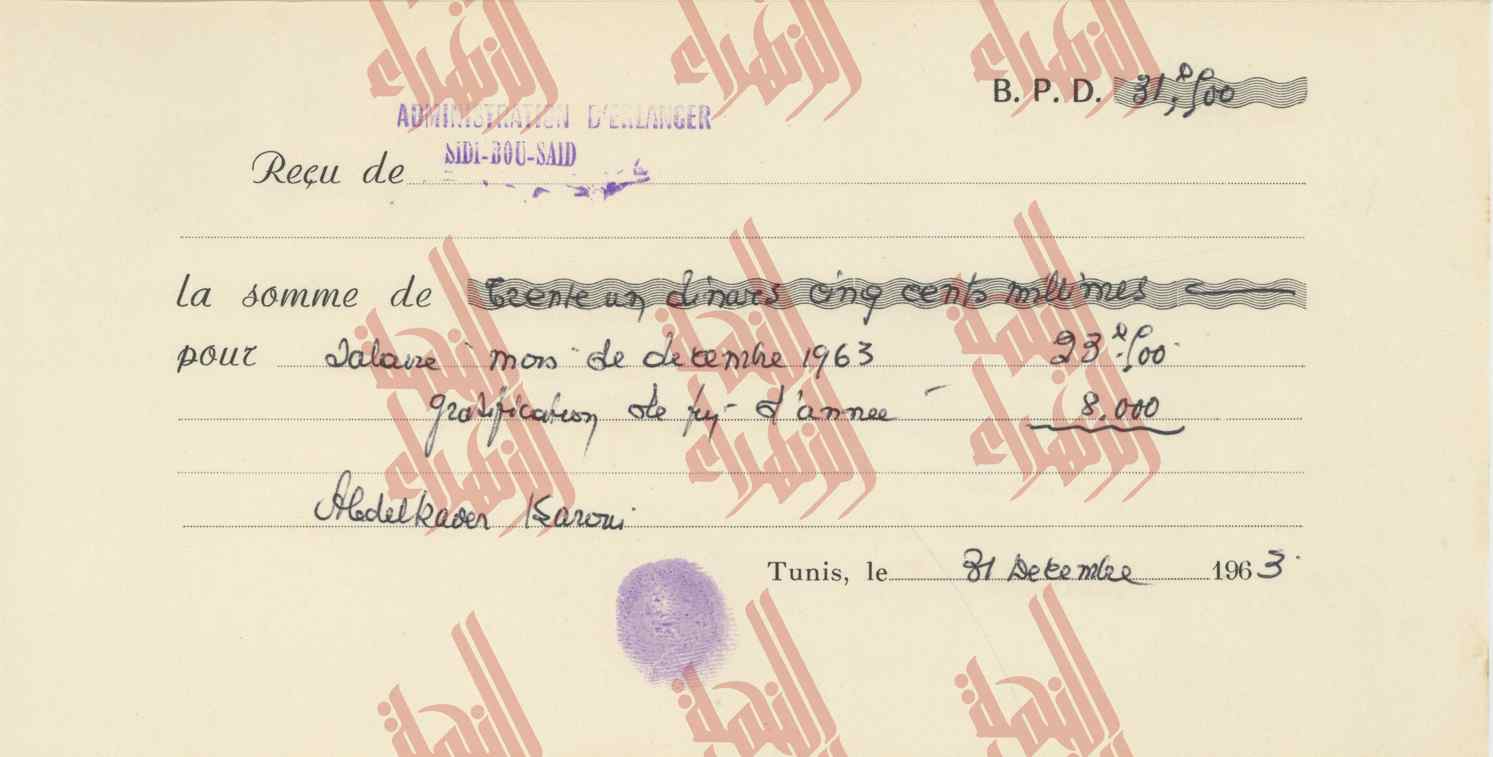 B. P. D. 31,500
ADMINISTRATION D'ERLANGER
SIDI-BOU-SAID
Reçu de
la somme de Trente un dinars cinq cents millimes
pour Salaire mois de decembre 1963 23.500
gratification de fin d'annee 8.000
Abdelkader Karoui
Tunis, le 31 Decembre 1963